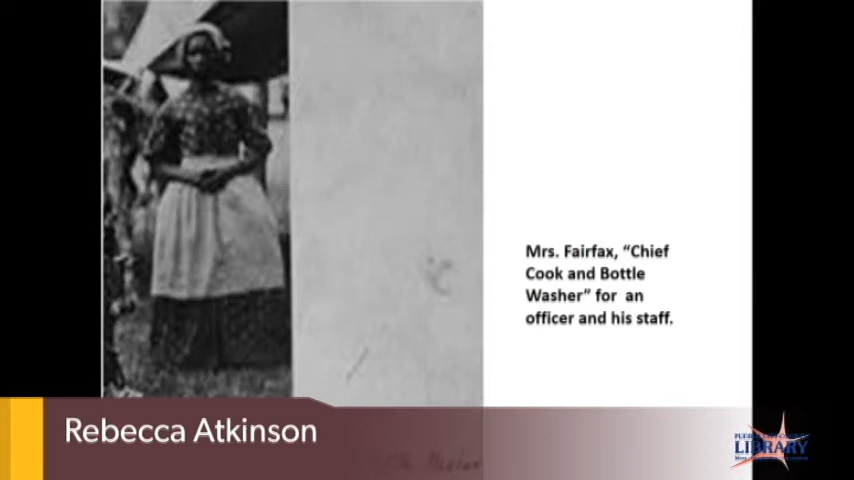 Mrs. Fairfax, “Chief
Cook and Bottle
Washer” for an
officer and his staff.
Rebecca Atkinson
LIBRARY